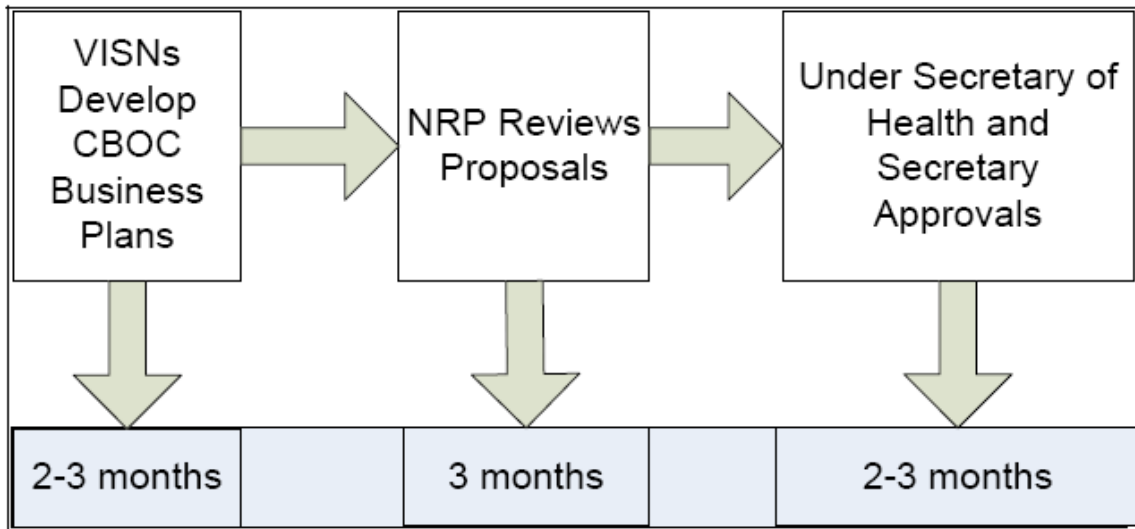 VISNs
Develop
CBOC
Business
Plans
NRP Reviews
Proposals
Under Secretary of
Health and
Secretary
Approvals
2-3 months
3 months
2-3 months